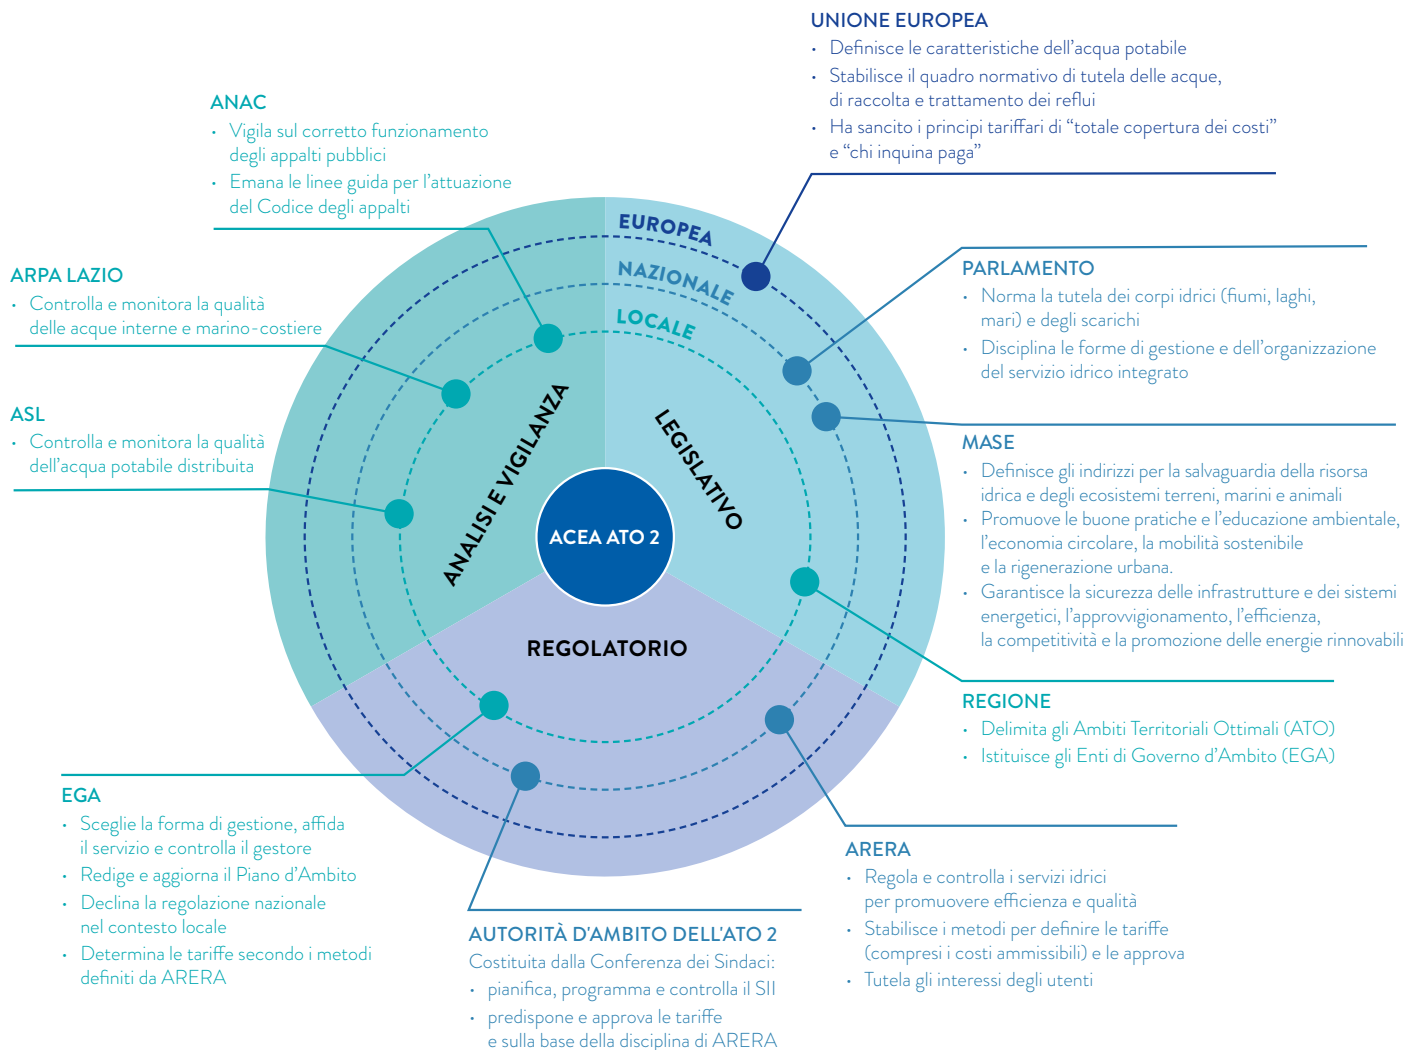 UNIONE EUROPEA
• Definisce le caratteristiche dell'acqua potabile
• Stabilisce il quadro normativo di tutela delle acque,
di raccolta e trattamento dei reflui
• Ha sancito i principi tariffari di “totale copertura dei costi”
e “chi inquina paga”
ANAC
• Vigila sul corretto funzionamento
degli appalti pubblici
• Emana le linee guida per l'attuazione
del Codice degli appalti
ARPA LAZIO
• Controlla e monitora la qualità
delle acque interne e marino-costiere
ASL
• Controlla e monitora la qualità
dell'acqua potabile distribuita
EUROPEA
NAZIONALE
LOCALE
ANALISI E VIGILANZA
LEGISLATIVO
ACEA ATO 2
REGOLATORIO
PARLAMENTO
• Norma la tutela dei corpi idrici (fiumi, laghi,
mari) e degli scarichi
• Disciplina le forme di gestione e dell'organizzazione
del servizio idrico integrato
MASE
• Definisce gli indirizzi per la salvaguardia della risorsa
idrica e degli ecosistemi terreni, marini e animali
• Promuove le buone pratiche e l'educazione ambientale,
l'economia circolare, la mobilità sostenibile
e la rigenerazione urbana.
• Garantisce la sicurezza delle infrastrutture e dei sistemi
energetici, l'approvvigionamento, l'efficienza,
la competitività e la promozione delle energie rinnovabili
REGIONE
• Delimita gli Ambiti Territoriali Ottimali (ATO)
• Istituisce gli Enti di Governo d'Ambito (EGA)
EGA
• Sceglie la forma di gestione, affida
il servizio e controlla il gestore
• Redige e aggiorna il Piano d'Ambito
• Declina la regolazione nazionale
nel contesto locale
• Determina le tariffe secondo i metodi
definiti da ARERA
AUTORITÀ D'AMBITO DELL'ATO 2
Costituita dalla Conferenza dei Sindaci:
• pianifica, programma e controlla il SII
• predispone e approva le tariffe
e sulla base della disciplina di ARERA
ARERA
• Regola e controlla i servizi idrici
per promuovere efficienza e qualità
• Stabilisce i metodi per definire le tariffe
(compresi i costi ammissibili) e le approva
• Tutela gli interessi degli utenti